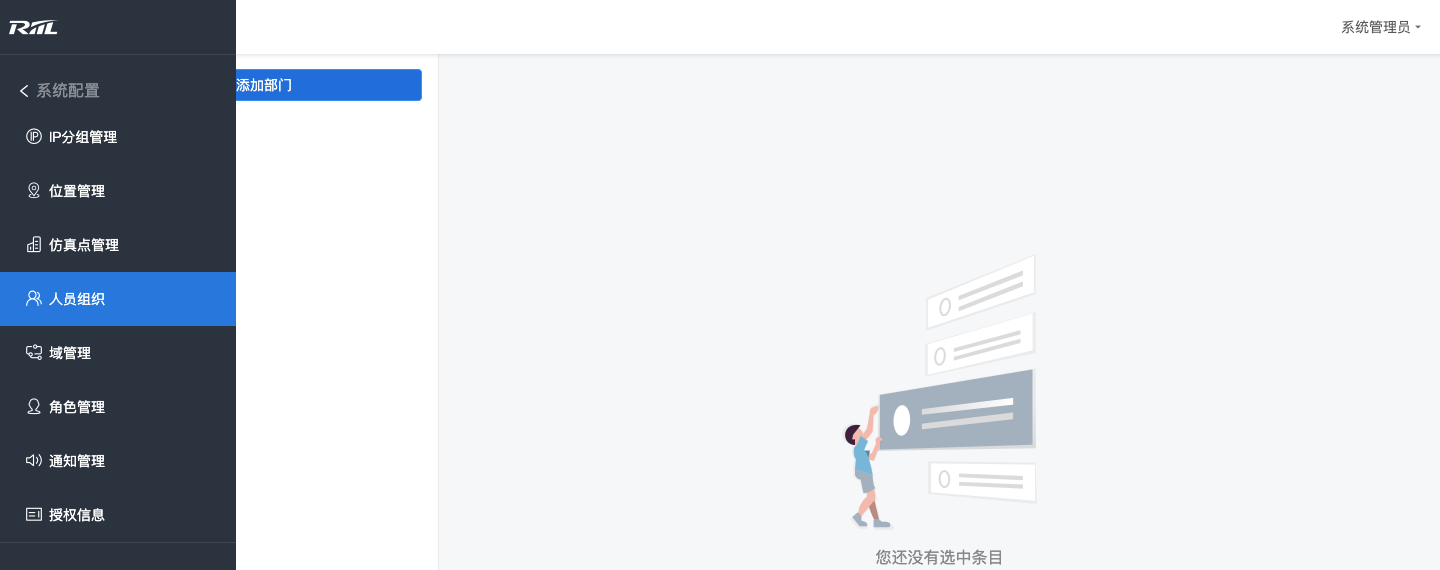 RIIL
系统管理员
系统配置
添加部门
IP分组管理
位置管理
仿真点管理
人员组织
域管理
角色管理
通知管理
授权信息
您还没有选中条目